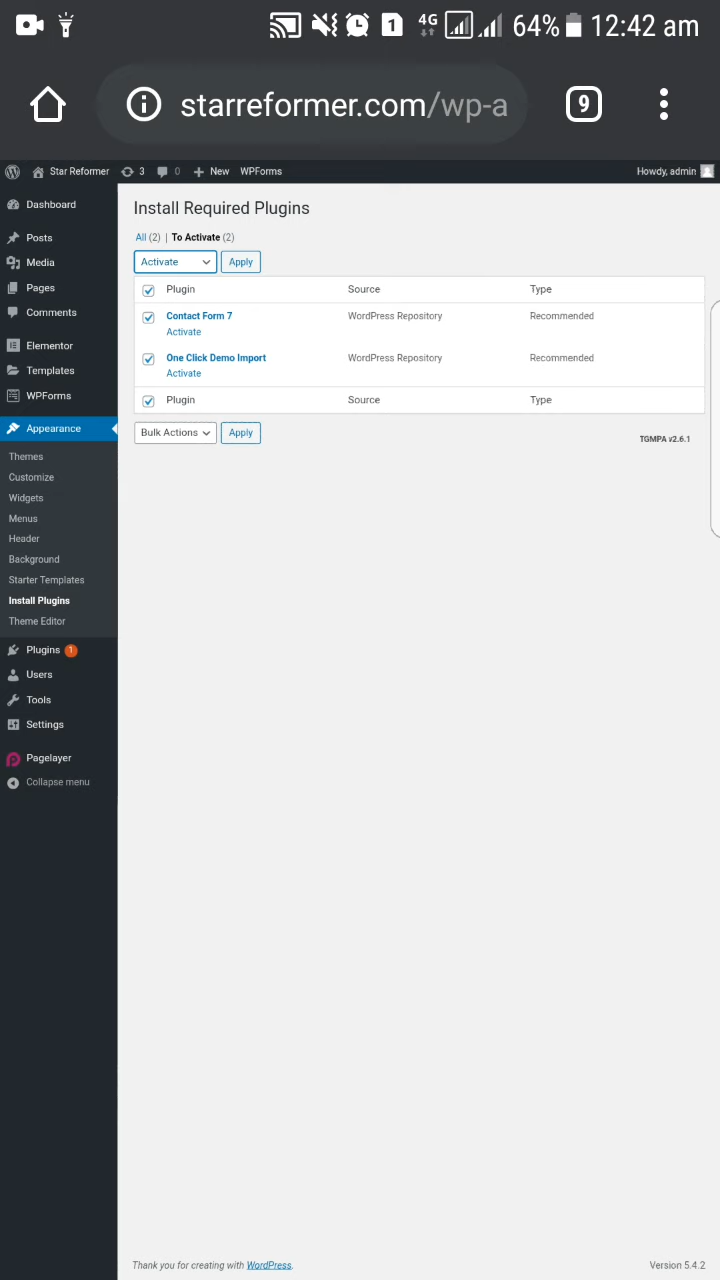 1 4G 64% 12:42 am
starreformer.com/wp-a 9
Star Reformer 3 0 New WPForms Howdy, admin
Dashboard
Posts
Media
Pages
Comments
Elementor
Templates
WPForms
Appearance
Themes
Customize
Widgets
Menus
Header
Background
Starter Templates
Install Plugins
Theme Editor
Plugins 1
Users
Tools
Settings
Pagelayer
Collapse menu
Install Required Plugins
All (2) | To Activate (2)
Activate Apply
Plugin Source Type
Contact Form 7 WordPress Repository Recommended
Activate
One Click Demo Import WordPress Repository Recommended
Activate
Plugin Source Type
Bulk Actions Apply
TGMPA v2.6.1
Thank you for creating with WordPress. Version 5.4.2